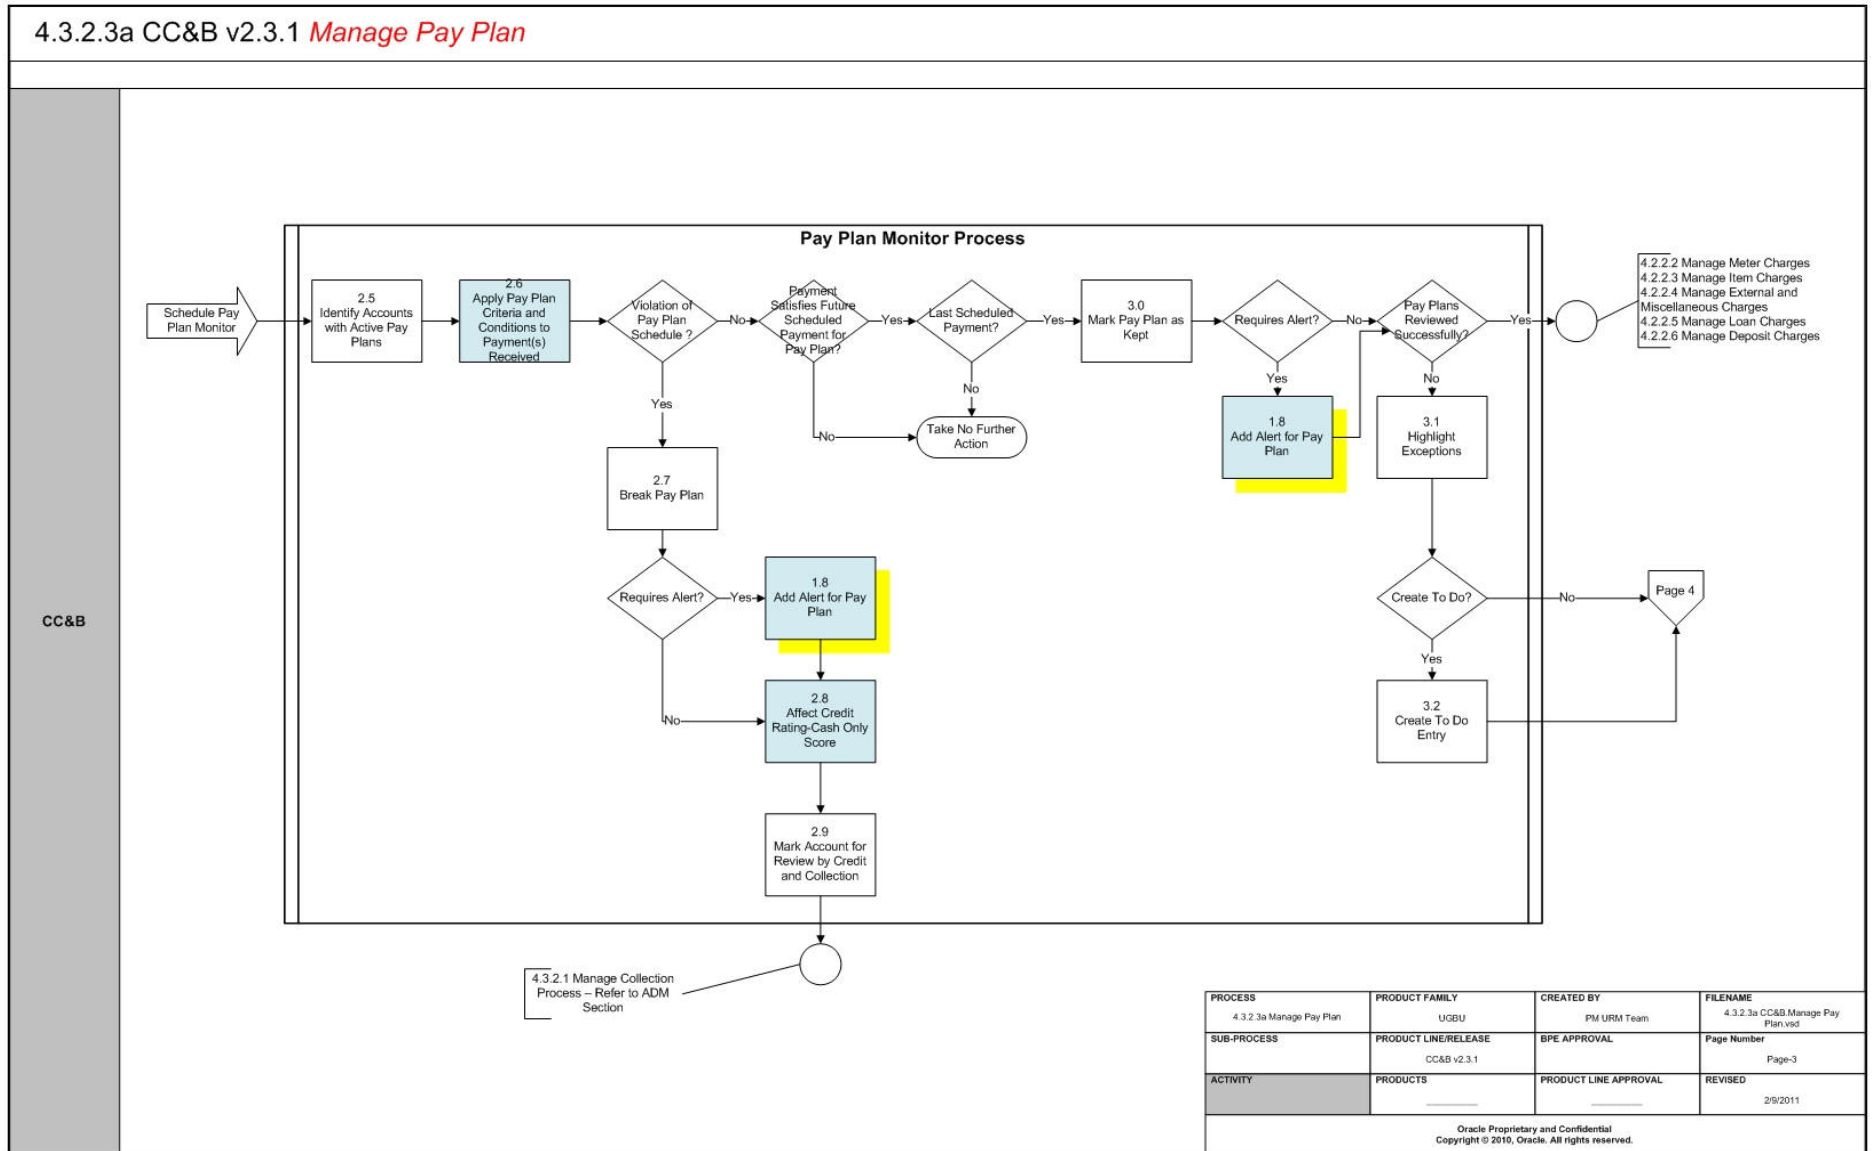 4.3.2.3a CC&B v2.3.1 Manage Pay Plan
CC&B
Pay Plan Monitor Process
Schedule Pay
Plan Monitor
2.5
Identify Accounts
with Active Pay
Plans
2.6
Apply Pay Plan
Criteria and
Conditions to
Payment(s)
Received
Violation of
Pay Plan
Schedule ?
No
Payment
Satisfies Future
Scheduled
Payment for
Pay Plan?
Yes
Last Scheduled
Payment?
Yes
3.0
Mark Pay Plan as
Kept
Requires Alert?
No
Pay Plans
Reviewed
Successfully?
Yes
4.2.2.2 Manage Meter Charges
4.2.2.3 Manage Item Charges
4.2.2.4 Manage External and
Miscellaneous Charges
4.2.2.5 Manage Loan Charges
4.2.2.6 Manage Deposit Charges
Yes
No
No
Take No Further
Action
Yes
1.8
Add Alert for Pay
Plan
No
3.1
Highlight
Exceptions
2.7
Break Pay Plan
Requires Alert?
Yes
1.8
Add Alert for Pay
Plan
Create To Do?
No
Page 4
Yes
No
2.8
Affect Credit
Rating-Cash Only
Score
3.2
Create To Do
Entry
2.9
Mark Account for
Review by Credit
and Collection
4.3.2.1 Manage Collection
Process – Refer to ADM
Section
PROCESS
4.3.2.3a Manage Pay Plan
PRODUCT FAMILY
UGBU
CREATED BY
PM URM Team
FILENAME
4.3.2.3a CC&B.Manage Pay
Plan.vsd
SUB-PROCESS
PRODUCT LINE/RELEASE
CC&B v2.3.1
BPE APPROVAL
Page Number
Page-3
ACTIVITY
PRODUCTS
PRODUCT LINE APPROVAL
REVISED
2/9/2011
Oracle Proprietary and Confidential
Copyright © 2010, Oracle. All rights reserved.